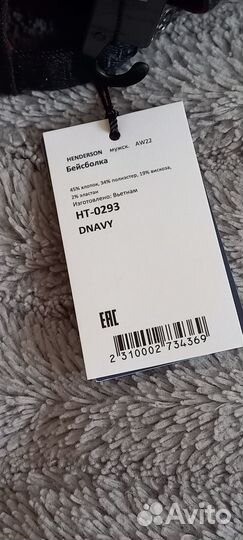 HENDERSON мужск. AW22
Бейсболка
45% хлопок, 34% полиэстер, 19% вискоза,
2% эластан
Изготовлено: Вьетнам
HT-0293
DNAVY
EAC
2 310002 734369
Avito